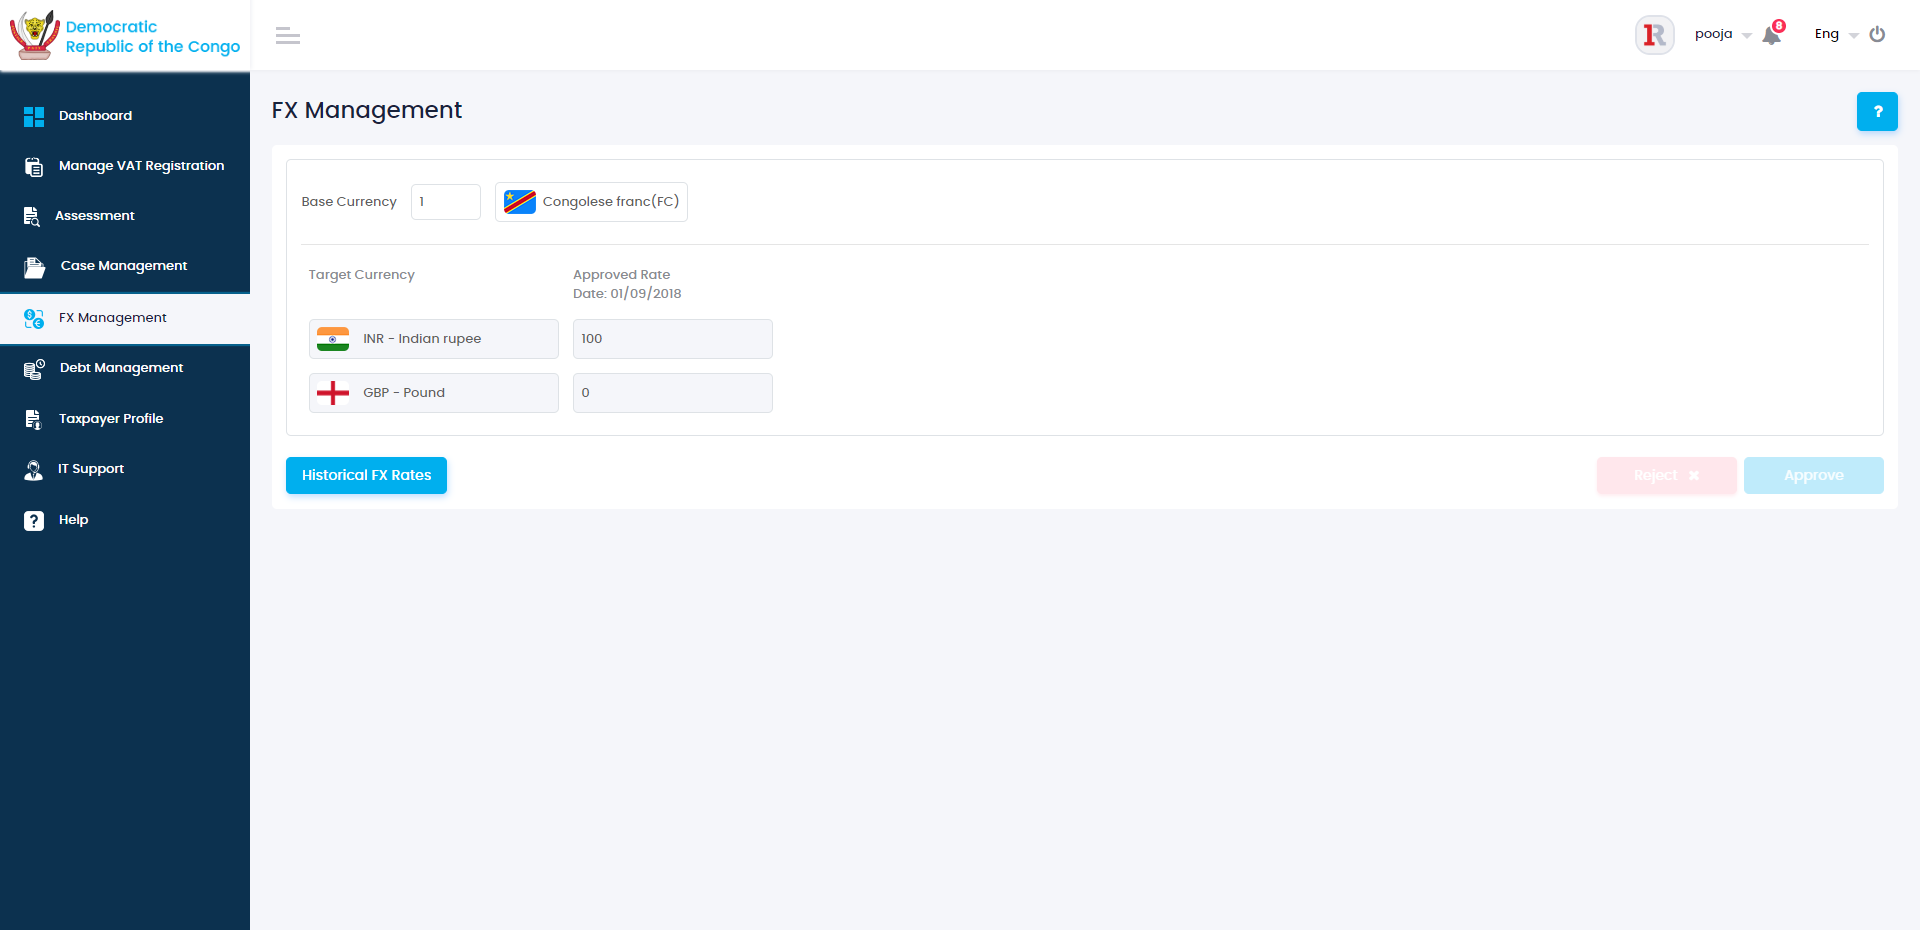 Democratic
Republic of the Congo
1R
pooja
8
Eng
Dashboard
Manage VAT Registration
Assessment
Case Management
FX Management
Debt Management
Taxpayer Profile
IT Support
Help
FX Management
?
Base Currency 1 Congolese franc(FC)
Target Currency
Approved Rate
Date: 01/09/2018
INR - Indian rupee 100
GBP - Pound 0
Historical FX Rates
Reject ✖
Approve